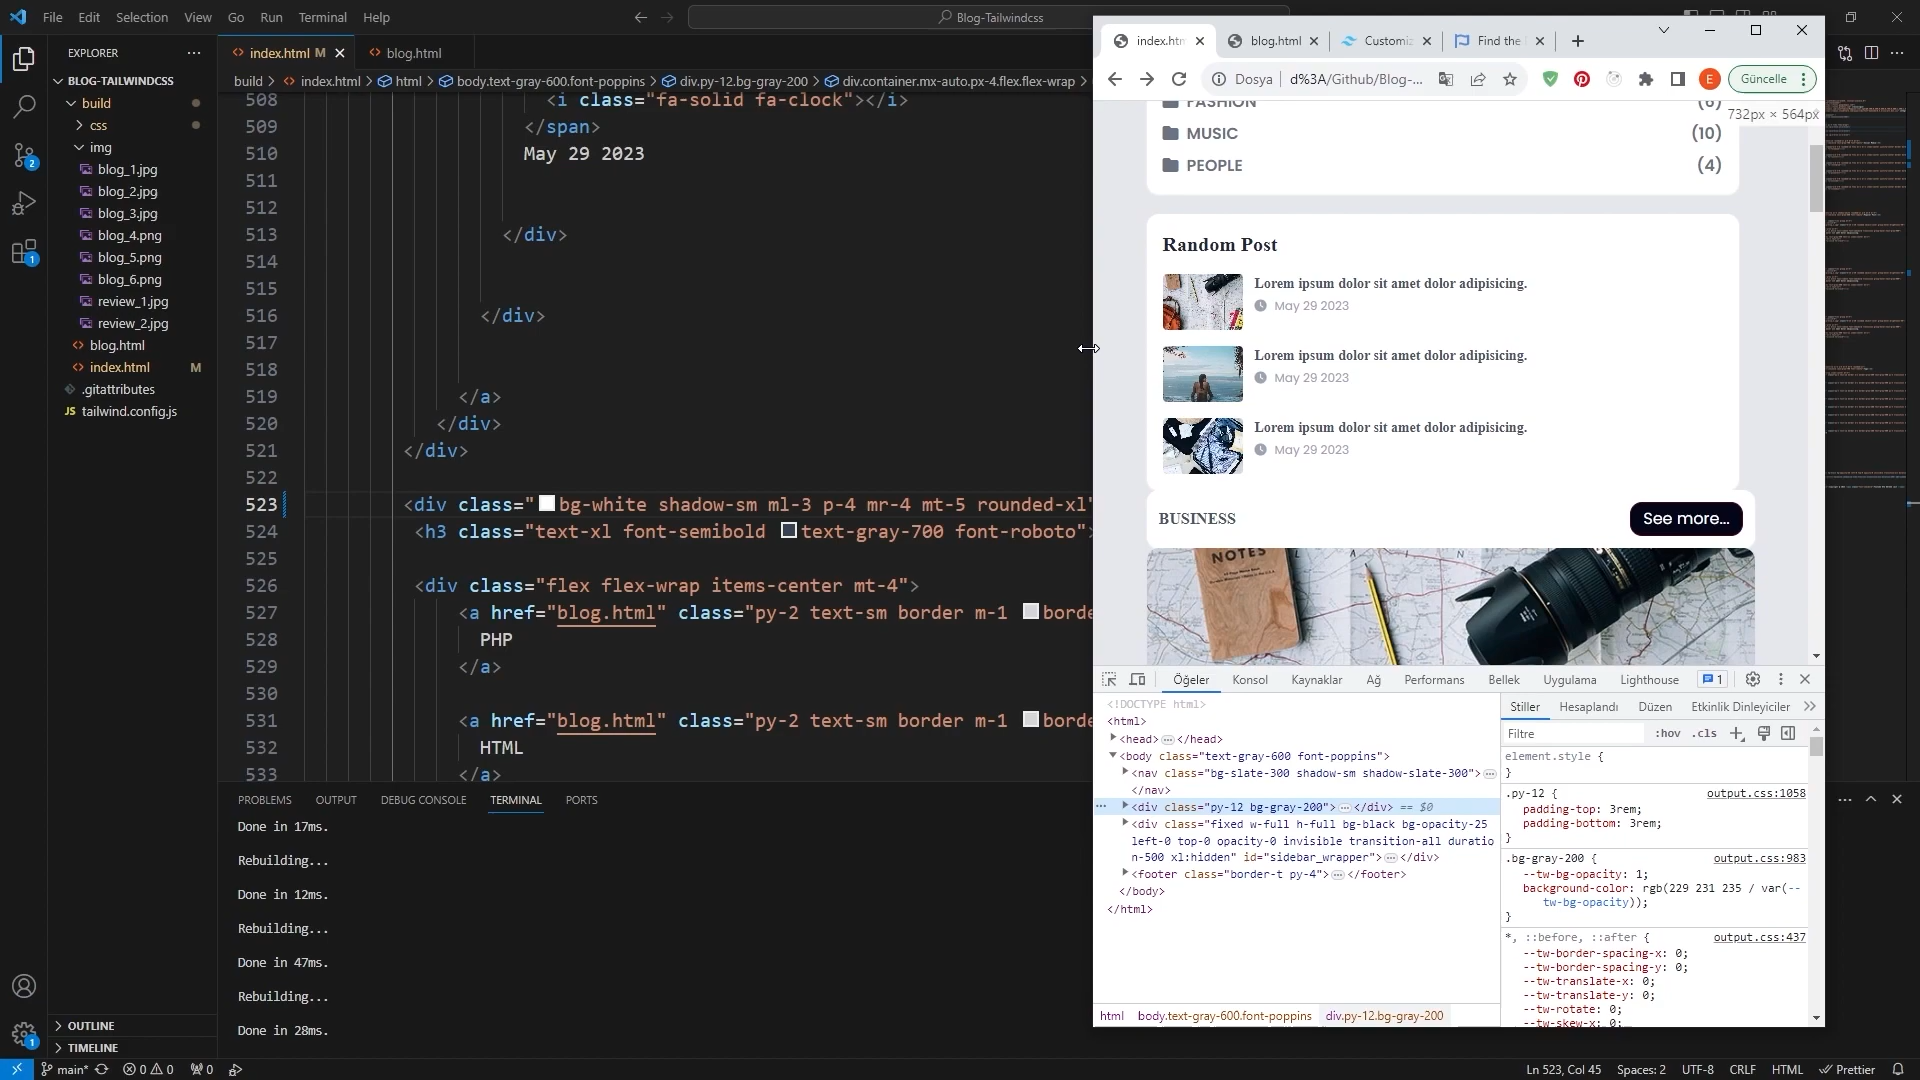 File Edit Selection View Go Run Terminal Help
Blog-Tailwindcss
EXPLORER
BLOG-TAILWINDCSS
build
css
img
blog_1.jpg
blog_2.jpg
blog_3.jpg
blog_4.png
blog_5.png
blog_6.png
review_1.jpg
review_2.jpg
blog.html
index.html M
.gitattributes
tailwind.config.js
OUTLINE
TIMELINE
index.html M
blog.html
build > index.html > html > body.text-gray-600.font-poppins > div.py-12.bg-gray-200 > div.container.mx-auto.px-4.flex.flex-wrap >
508 <i class="fa-solid fa-clock"></i>
509 </span>
510 May 29 2023
511
512
513 </div>
514
515
516 </div>
517
518
519 </a>
520 </div>
521 </div>
522
523 <div class="bg-white shadow-sm ml-3 p-4 mr-4 mt-5 rounded-xl"
524 <h3 class="text-xl font-semibold text-gray-700 font-roboto">
525
526 <div class="flex flex-wrap items-center mt-4">
527 <a href="blog.html" class="py-2 text-sm border m-1 borde
528 PHP
529 </a>
530
531 <a href="blog.html" class="py-2 text-sm border m-1 borde
532 HTML
533 </a>
PROBLEMS OUTPUT DEBUG CONSOLE TERMINAL PORTS
Done in 17ms.
Rebuilding...
Done in 12ms.
Rebuilding...
Done in 47ms.
Rebuilding...
Done in 28ms.
index.htm
blog.html
Customiz
Find the
Dosya d%3A/Github/Blog-...
E
Güncelle
732px × 564px
FASHION (6)
MUSIC (10)
PEOPLE (4)
Random Post
Lorem ipsum dolor sit amet dolor adipisicing.
May 29 2023
Lorem ipsum dolor sit amet dolor adipisicing.
May 29 2023
Lorem ipsum dolor sit amet dolor adipisicing.
May 29 2023
BUSINESS See more...
NOTES
Öğeler Konsol Kaynaklar Ağ Performans Bellek Uygulama Lighthouse 1
<!DOCTYPE html>
<html>
<head> … </head>
<body class="text-gray-600 font-poppins">
<nav class="bg-slate-300 shadow-sm shadow-slate-300"> …
</nav>
<div class="py-12 bg-gray-200"> … </div> == $0
<div class="fixed w-full h-full bg-black bg-opacity-25
left-0 top-0 opacity-0 invisible transition-all duratio
n-500 xl:hidden" id="sidebar_wrapper"> … </div>
<footer class="border-t py-4"> … </footer>
</body>
</html>
html body.text-gray-600.font-poppins div.py-12.bg-gray-200
Stiller Hesaplandı Düzen Etkinlik Dinleyiciler
Filtre :hov .cls
element.style {
}
.py-12 { output.css:1058
padding-top: 3rem;
padding-bottom: 3rem;
}
.bg-gray-200 { output.css:983
--tw-bg-opacity: 1;
background-color: rgb(229 231 235 / var(--
tw-bg-opacity));
}
*, ::before, ::after { output.css:437
--tw-border-spacing-x: 0;
--tw-border-spacing-y: 0;
--tw-translate-x: 0;
--tw-translate-y: 0;
--tw-rotate: 0;
--tw-skew-x: 0;
main* 0 0 0 Ln 523, Col 45 Spaces: 2 UTF-8 CRLF HTML Prettier